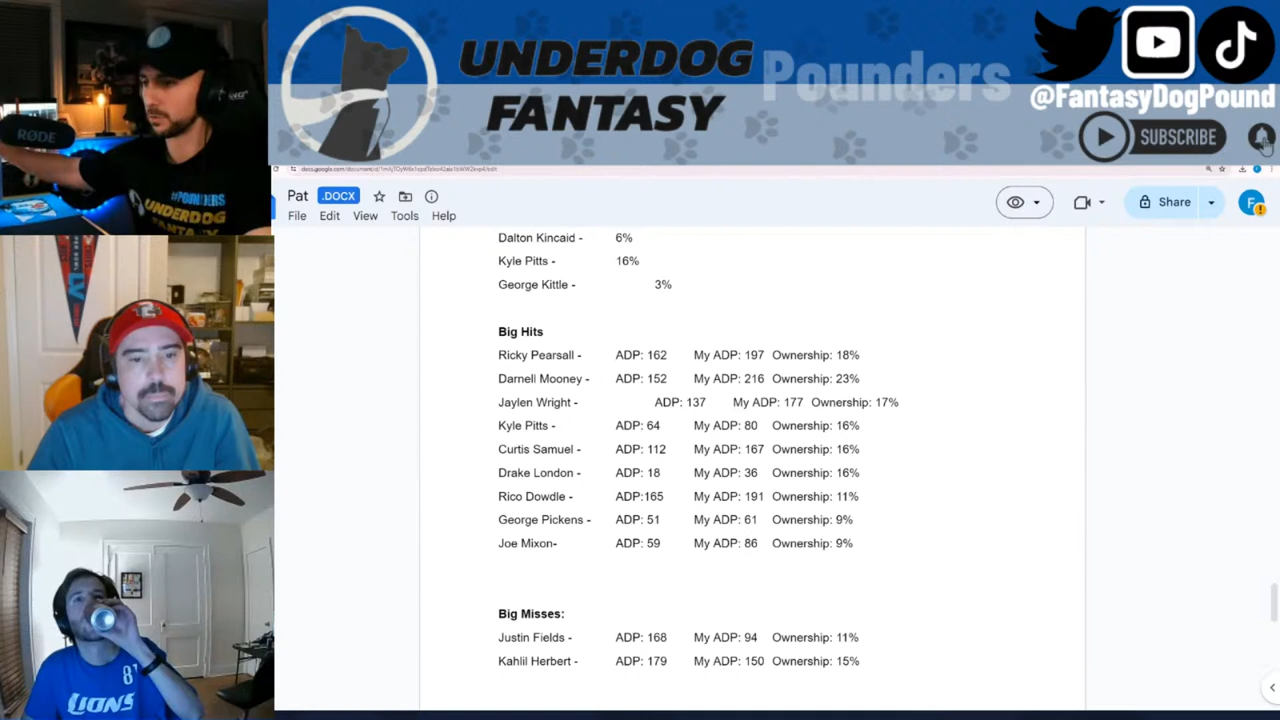 UNDERDOG
FANTASY
Pounders
@FantasyDogPound
SUBSCRIBE
RØDE
#POUNDERS
UNDERDOG
FANTASY
LV
LIONS
Pat .DOCX
File Edit View Tools Help
Share
F
Dalton Kincaid - 6%
Kyle Pitts - 16%
George Kittle - 3%
Big Hits
Ricky Pearsall - ADP: 162 My ADP: 197 Ownership: 18%
Darnell Mooney - ADP: 152 My ADP: 216 Ownership: 23%
Jaylen Wright - ADP: 137 My ADP: 177 Ownership: 17%
Kyle Pitts - ADP: 64 My ADP: 80 Ownership: 16%
Curtis Samuel - ADP: 112 My ADP: 167 Ownership: 16%
Drake London - ADP: 18 My ADP: 36 Ownership: 16%
Rico Dowdle - ADP:165 My ADP: 191 Ownership: 11%
George Pickens - ADP: 51 My ADP: 61 Ownership: 9%
Joe Mixon- ADP: 59 My ADP: 86 Ownership: 9%
Big Misses:
Justin Fields - ADP: 168 My ADP: 94 Ownership: 11%
Kahlil Herbert - ADP: 179 My ADP: 150 Ownership: 15%